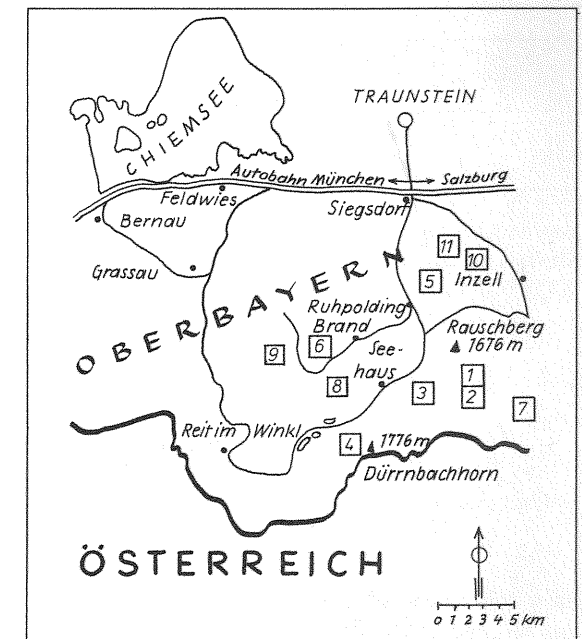 TRAUNSTEIN
CHIEMSEE
Autobahn München ⟷ Salzburg
Feldwies
Siegsdorf
Bernau
11
10
Grassau
5
Inzell
OBERBAYERN
Ruhpolding
Brand
Rauschberg
▲ 1676 m
9
6
See-
haus
8
3
1
2
7
Reit im Winkl
4
▲ 1776 m
Dürrnbachhorn
ÖSTERREICH
0 1 2 3 4 5 km